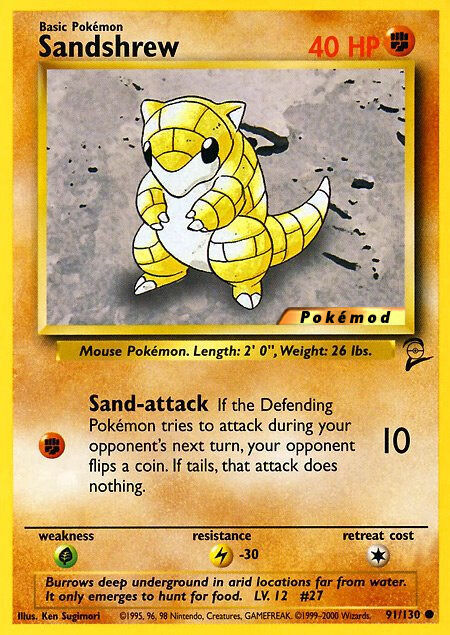 Basic Pokémon
Sandshrew 40 HP
Pokémod
Mouse Pokémon. Length: 2' 0", Weight: 26 lbs.
Sand-attack If the Defending
Pokémon tries to attack during your
opponent's next turn, your opponent
flips a coin. If tails, that attack does
nothing.
10
weakness resistance retreat cost
-30
Burrows deep underground in arid locations far from water.
It only emerges to hunt for food. LV. 12 #27
Illus. Ken Sugimori ©1995, 96, 98 Nintendo, Creatures, GAMEFREAK. ©1999-2000 Wizards. 91/130